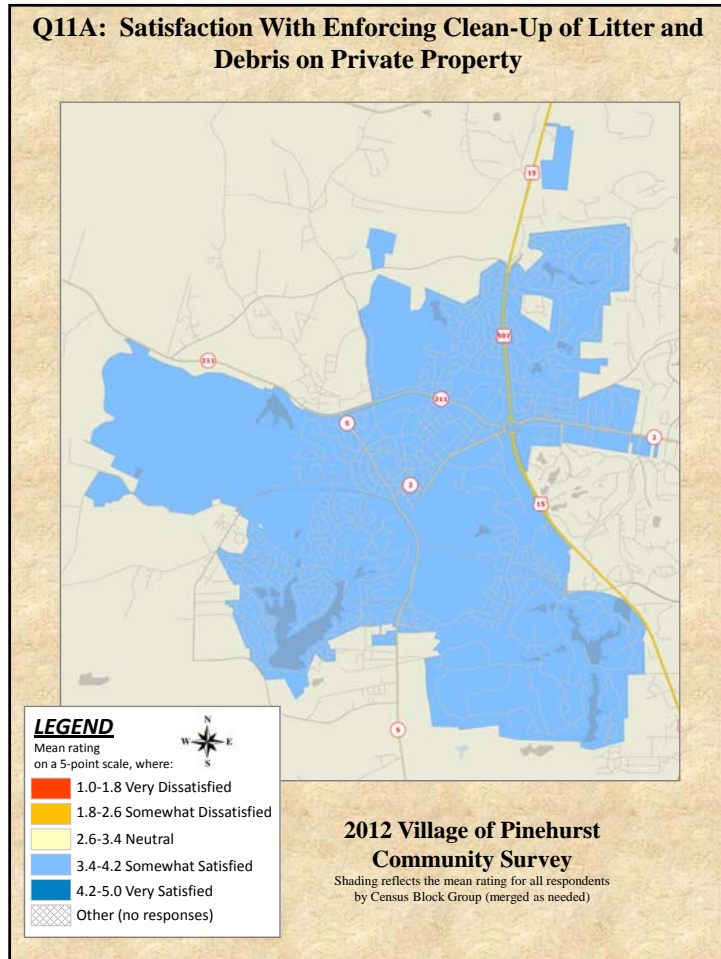 Q11A: Satisfaction With Enforcing Clean-Up of Litter and
Debris on Private Property
15
501
211
211
5
2
2
15
5
LEGEND
Mean rating
on a 5-point scale, where:
N
W E
S
1.0-1.8 Very Dissatisfied
1.8-2.6 Somewhat Dissatisfied
2.6-3.4 Neutral
3.4-4.2 Somewhat Satisfied
4.2-5.0 Very Satisfied
Other (no responses)
2012 Village of Pinehurst
Community Survey
Shading reflects the mean rating for all respondents
by Census Block Group (merged as needed)